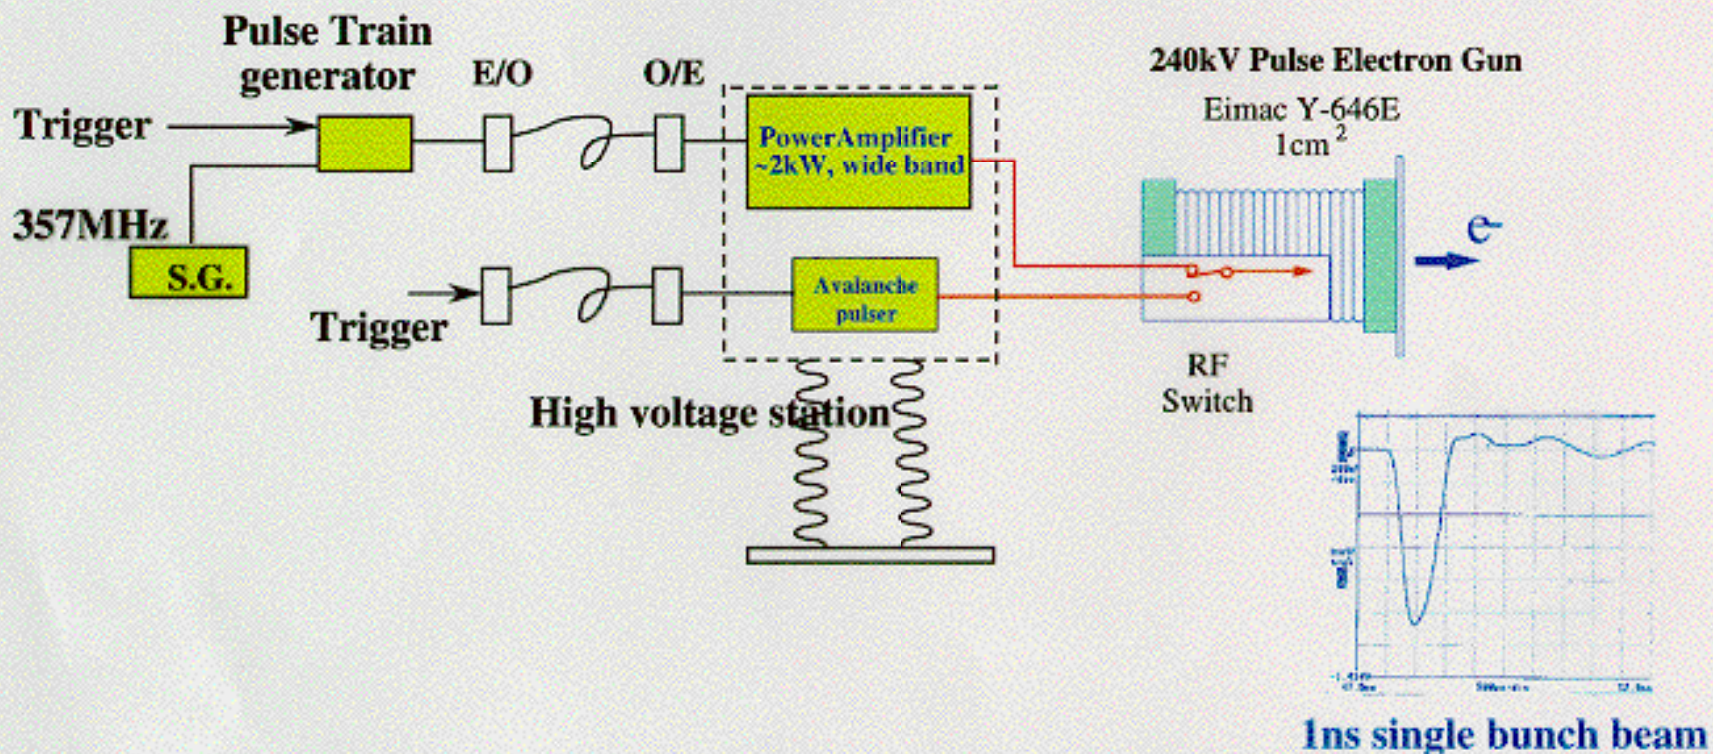 Pulse Train
generator
E/O
O/E
240kV Pulse Electron Gun
Eimac Y-646E
1cm²
Trigger
PowerAmplifier
~2kW, wide band
357MHz
S.G.
e-
Trigger
Avalanche
pulser
RF
Switch
High voltage station
1ns single bunch beam